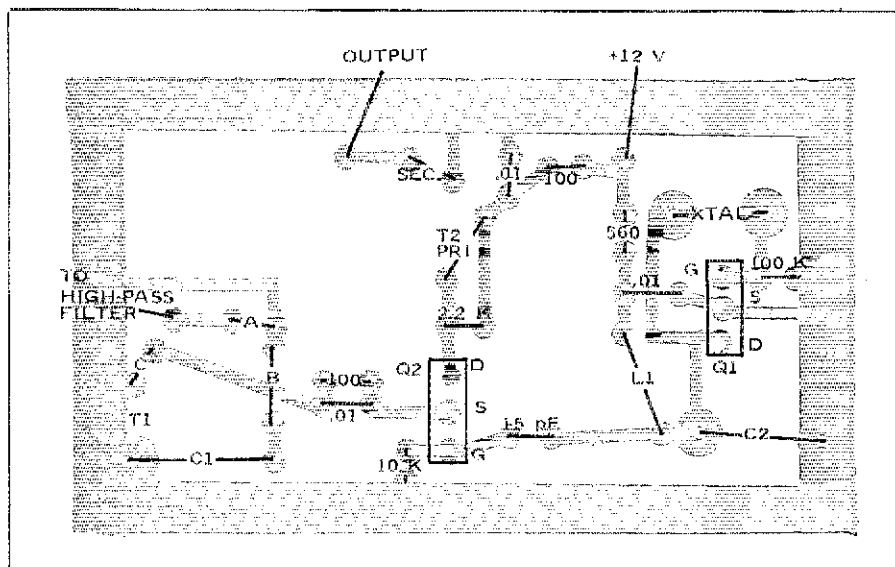 OUTPUT
+12 V
SEC.
.01
100
XTAL
T2
PRI
560
G
100 K
TO
HIGH-PASS
FILTER
.01
S
A
2.2 K
D
Q1
C
Q2
D
B
100
L1
S
.01
T1
15 pF
C2
C1
10 K
G